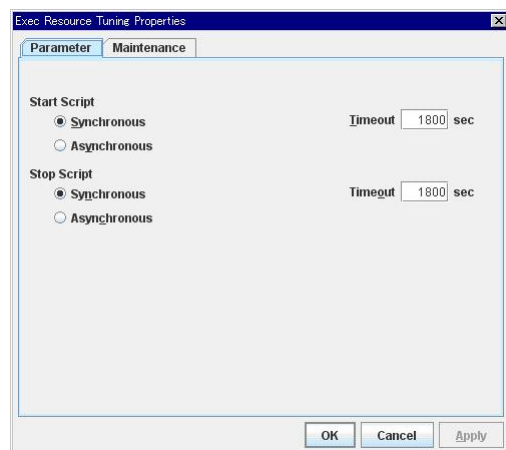 Exec Resource Tuning Properties
Parameter Maintenance
Start Script
Synchronous Timeout 1800 sec
Asynchronous
Stop Script
Synchronous Timeout 1800 sec
Asynchronous
OK Cancel Apply